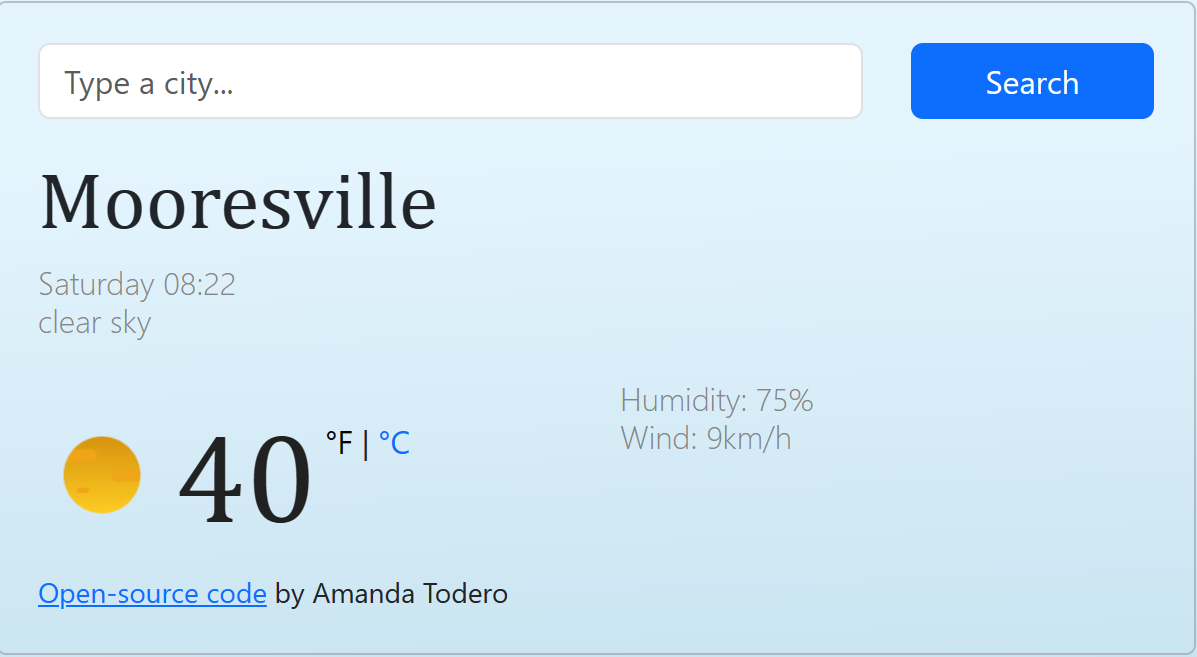 Type a city...
Search
Mooresville
Saturday 08:22
clear sky
Humidity: 75%
Wind: 9km/h
40 °F | °C
Open-source code by Amanda Todero